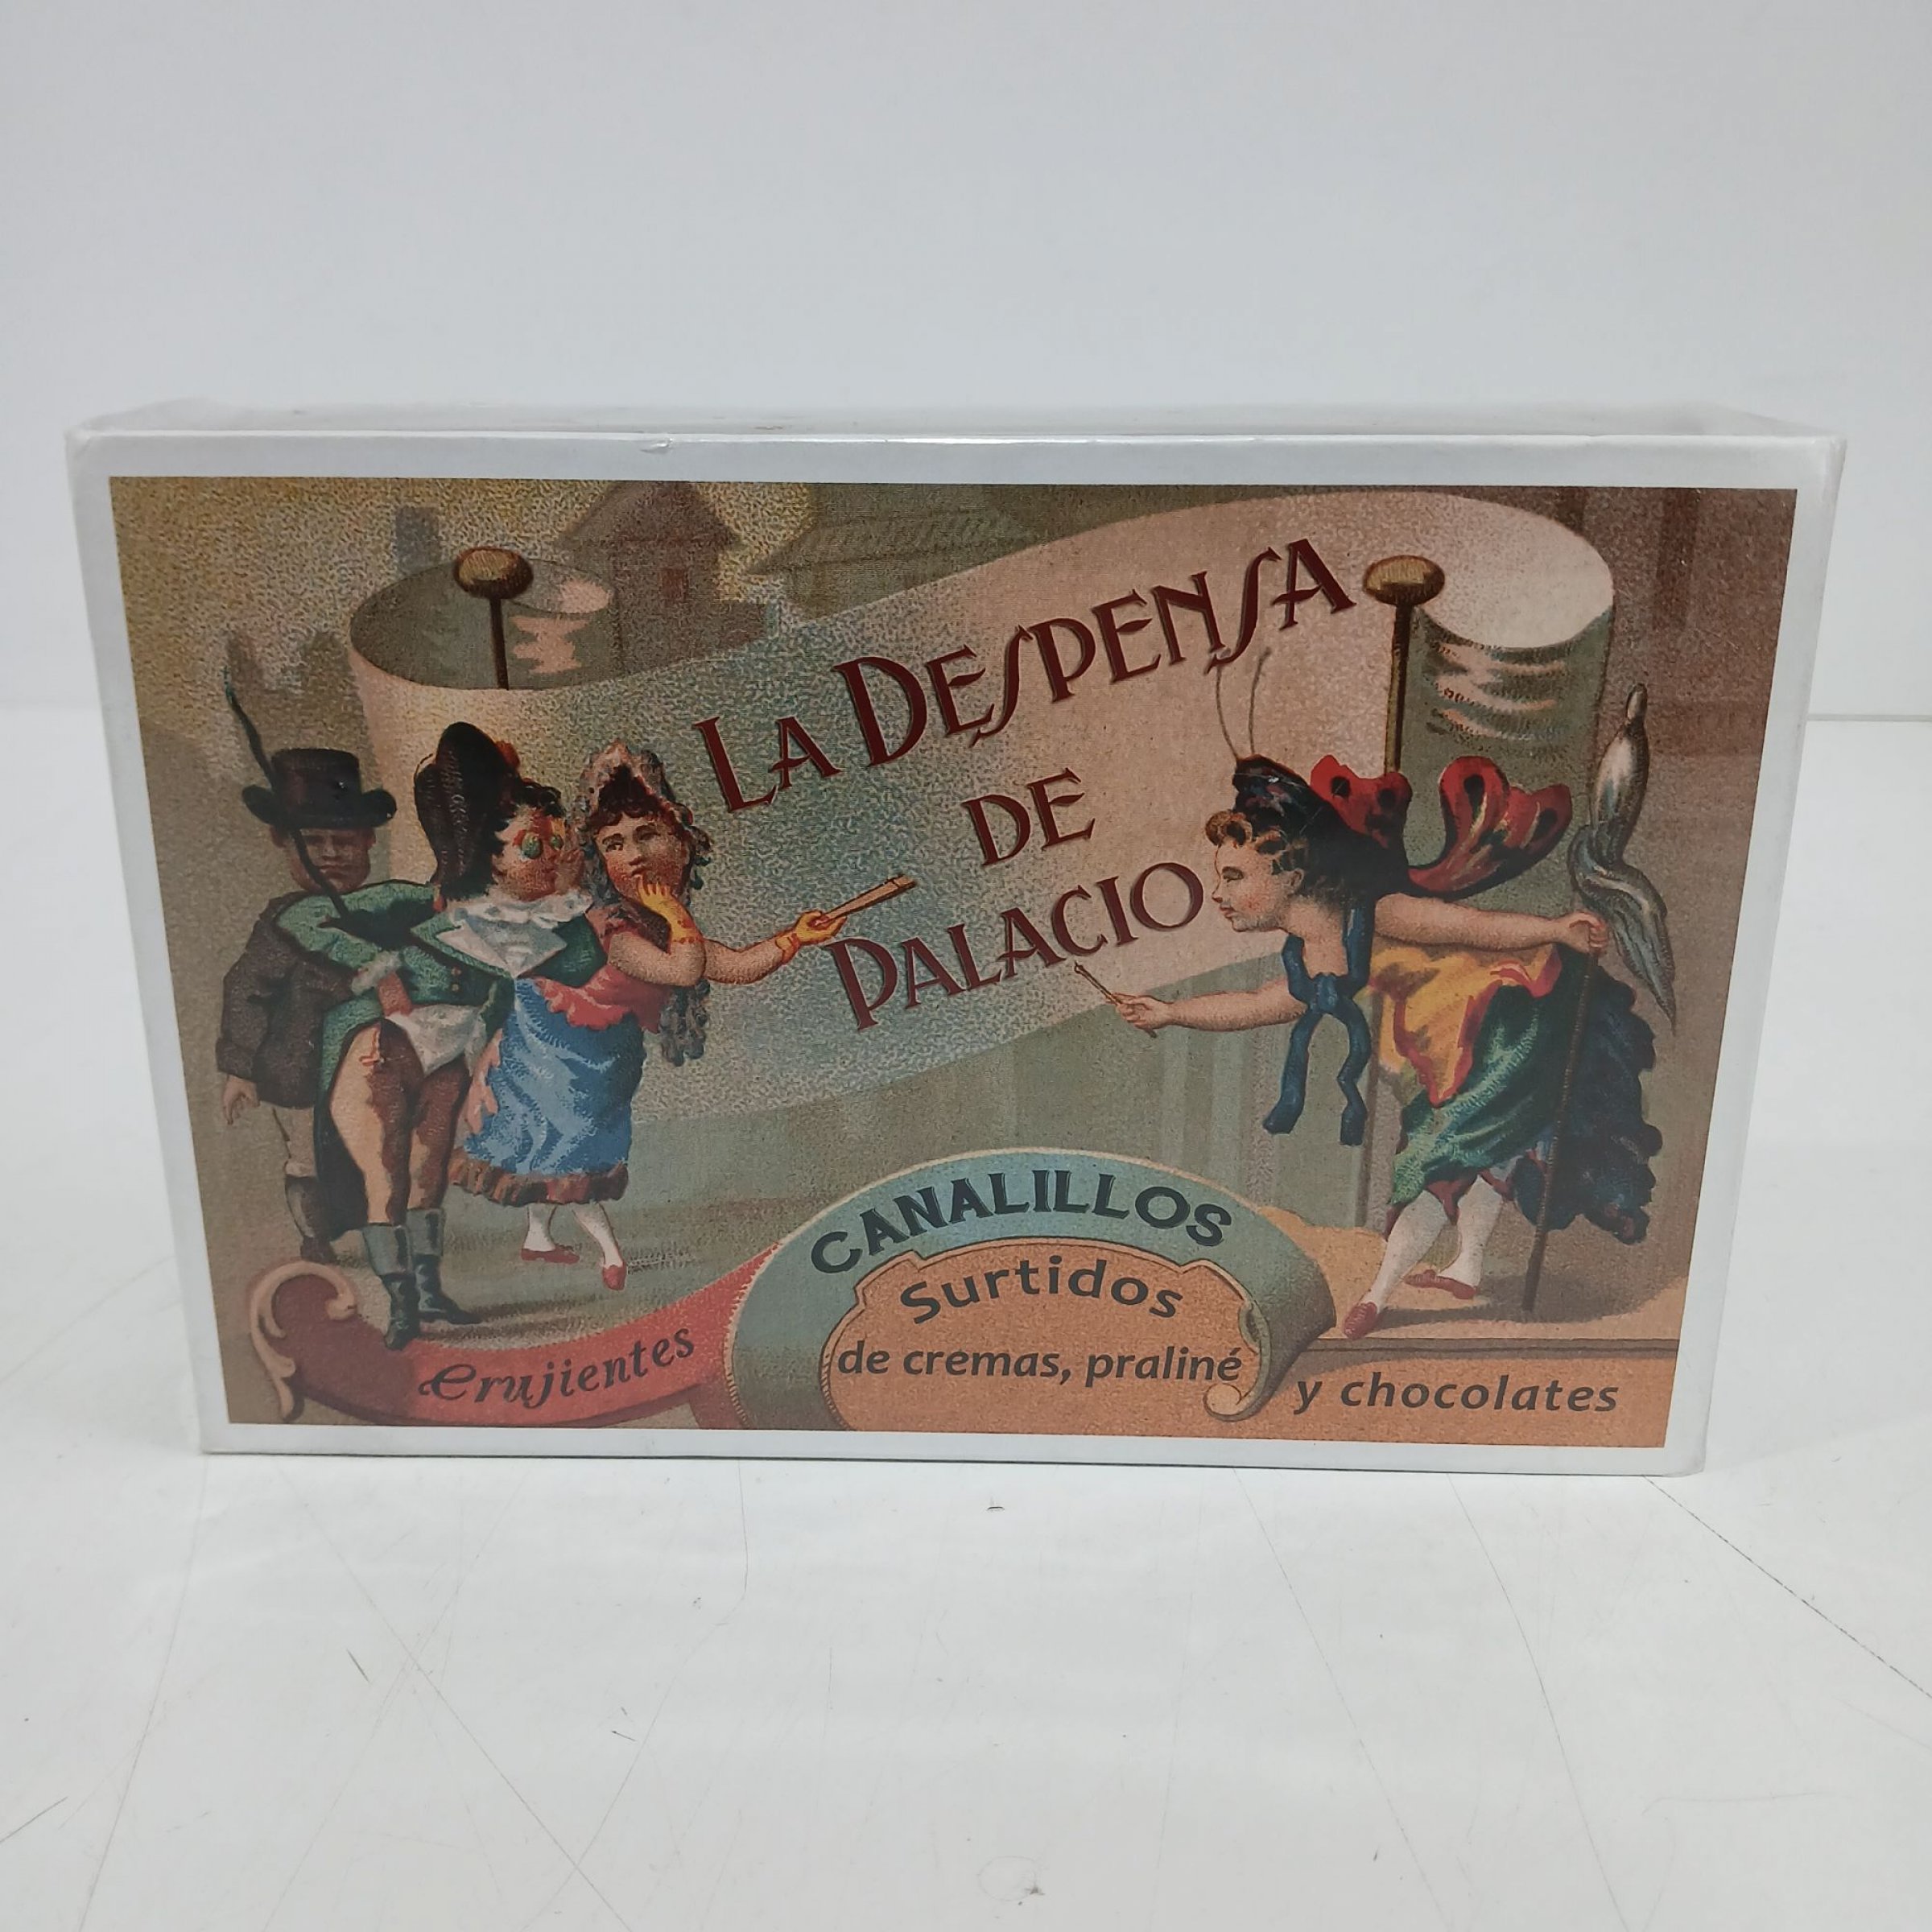 LA DESPENSA
DE
PALACIO
CANALILLOS
Surtidos
de cremas, praliné
y chocolates
Crujientes